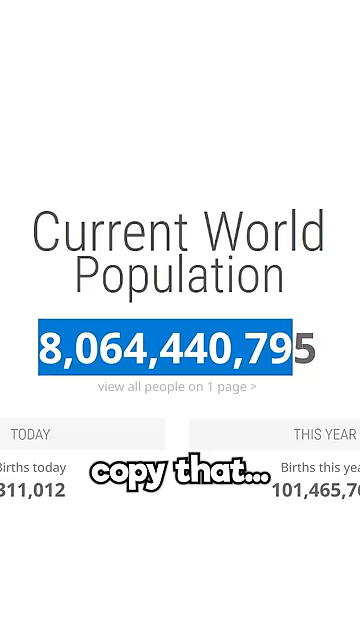 Current World
Population
8,064,440,795
view all people on 1 page >
TODAY
THIS YEAR
Births today
Births this yea
311,012
101,465,76
copy that...